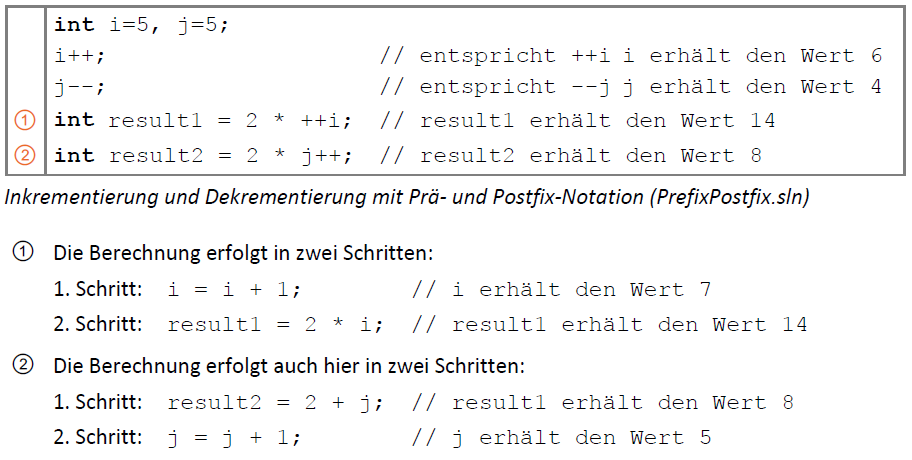 int i=5, j=5;
i++; // entspricht ++i i erhält den Wert 6
j--; // entspricht --j j erhält den Wert 4
① int result1 = 2 * ++i; // result1 erhält den Wert 14
② int result2 = 2 * j++; // result2 erhält den Wert 8
Inkrementierung und Dekrementierung mit Prä- und Postfix-Notation (PrefixPostfix.sln)
① Die Berechnung erfolgt in zwei Schritten:
1. Schritt: i = i + 1; // i erhält den Wert 7
2. Schritt: result1 = 2 * i; // result1 erhält den Wert 14
② Die Berechnung erfolgt auch hier in zwei Schritten:
1. Schritt: result2 = 2 + j; // result1 erhält den Wert 8
2. Schritt: j = j + 1; // j erhält den Wert 5